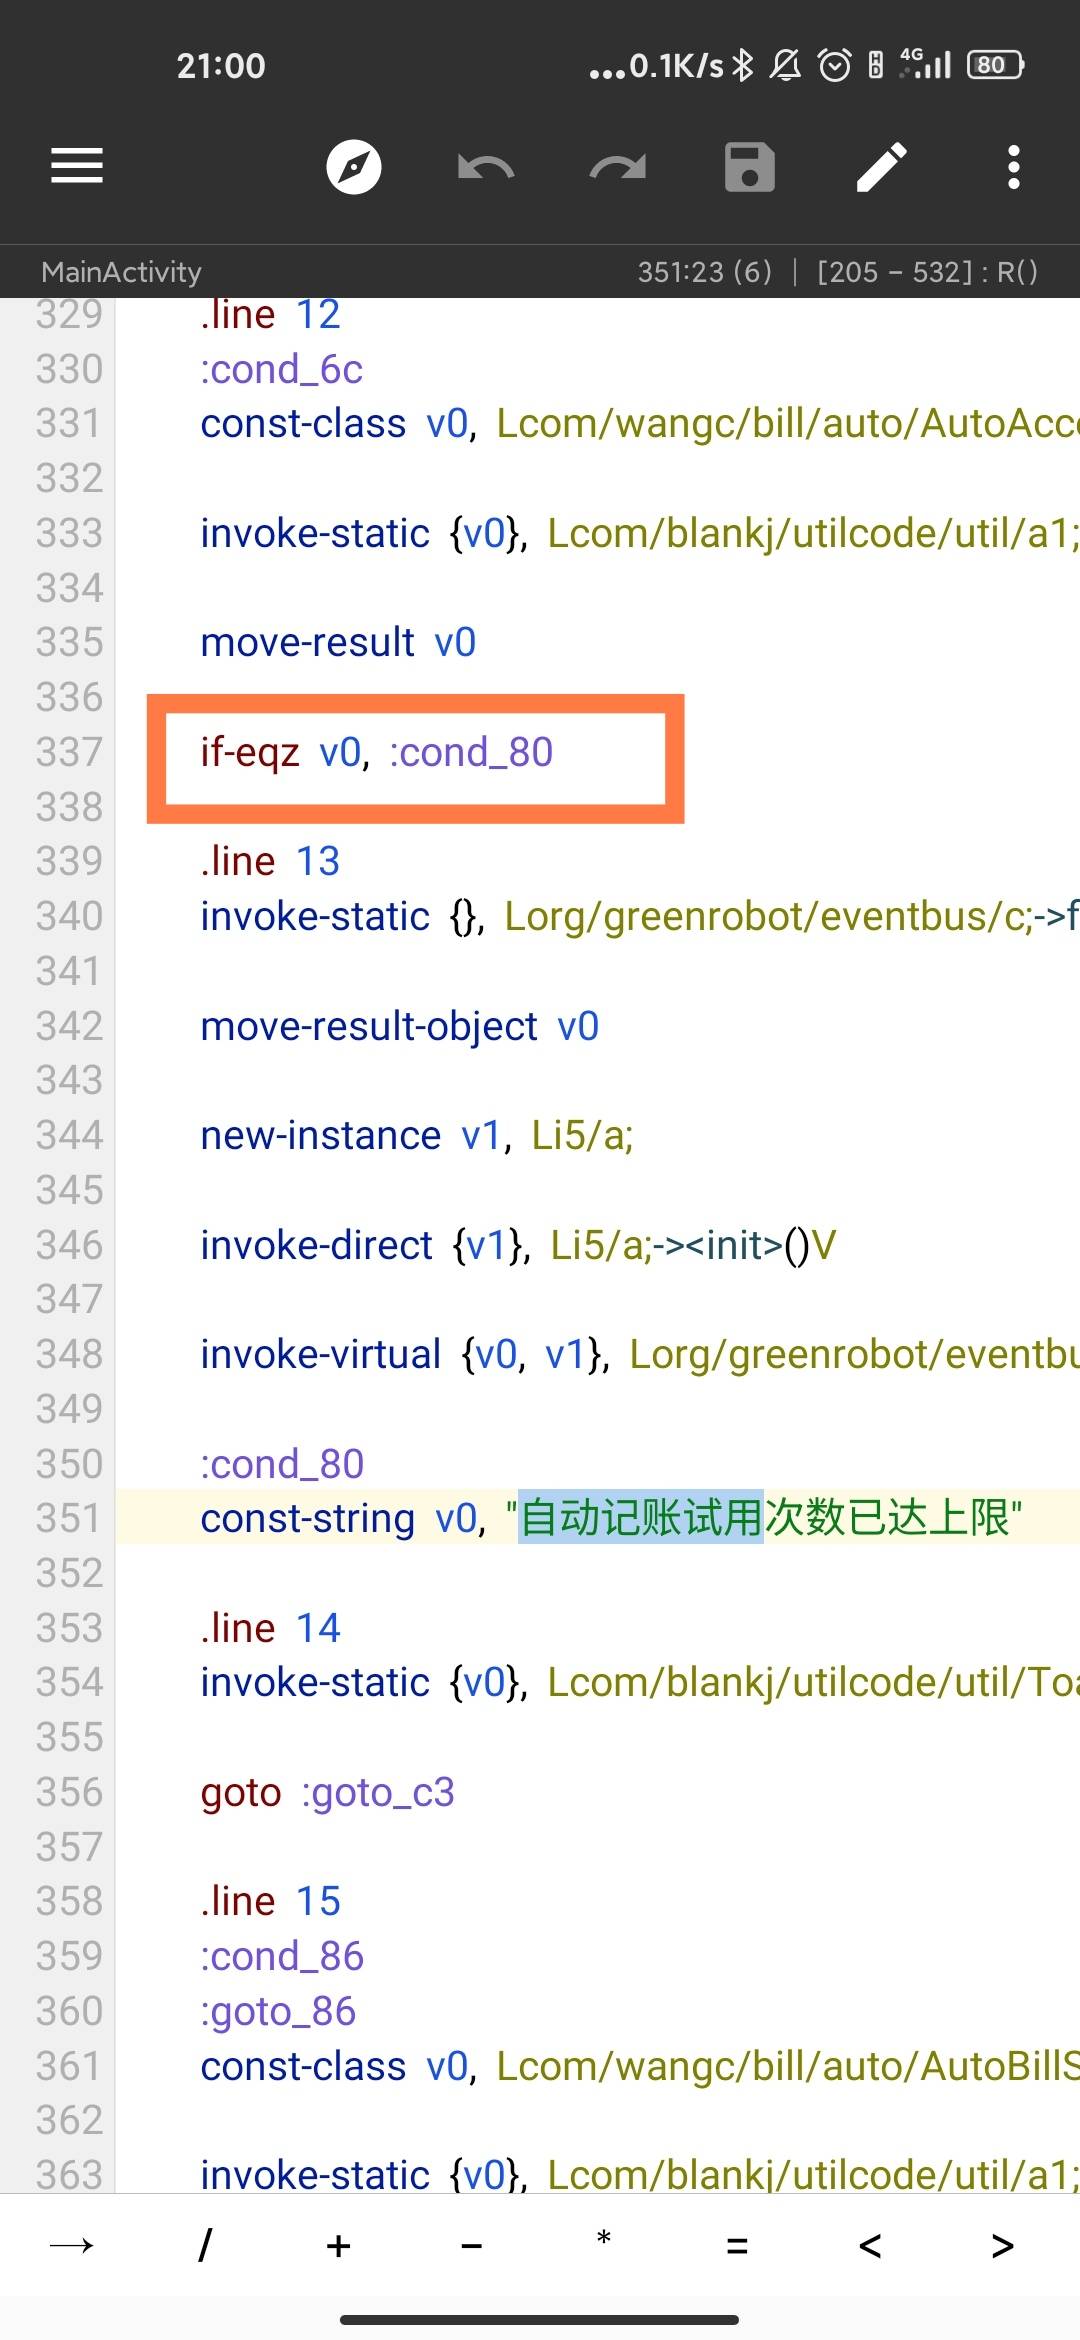 21:00 ...0.1K/s 4G 80
MainActivity 351:23 (6) | [205 – 532] : R()
329 .line 12
330 :cond_6c
331 const-class v0, Lcom/wangc/bill/auto/AutoAcc
332
333 invoke-static {v0}, Lcom/blankj/utilcode/util/a1;
334
335 move-result v0
336
337 if-eqz v0, :cond_80
338
339 .line 13
340 invoke-static {}, Lorg/greenrobot/eventbus/c;->f
341
342 move-result-object v0
343
344 new-instance v1, Li5/a;
345
346 invoke-direct {v1}, Li5/a;-><init>()V
347
348 invoke-virtual {v0, v1}, Lorg/greenrobot/eventbu
349
350 :cond_80
351 const-string v0, "自动记账试用次数已达上限"
352
353 .line 14
354 invoke-static {v0}, Lcom/blankj/utilcode/util/Toa
355
356 goto :goto_c3
357
358 .line 15
359 :cond_86
360 :goto_86
361 const-class v0, Lcom/wangc/bill/auto/AutoBillS
362
363 invoke-static {v0}, Lcom/blankj/utilcode/util/a1;
→ / + − * = < >